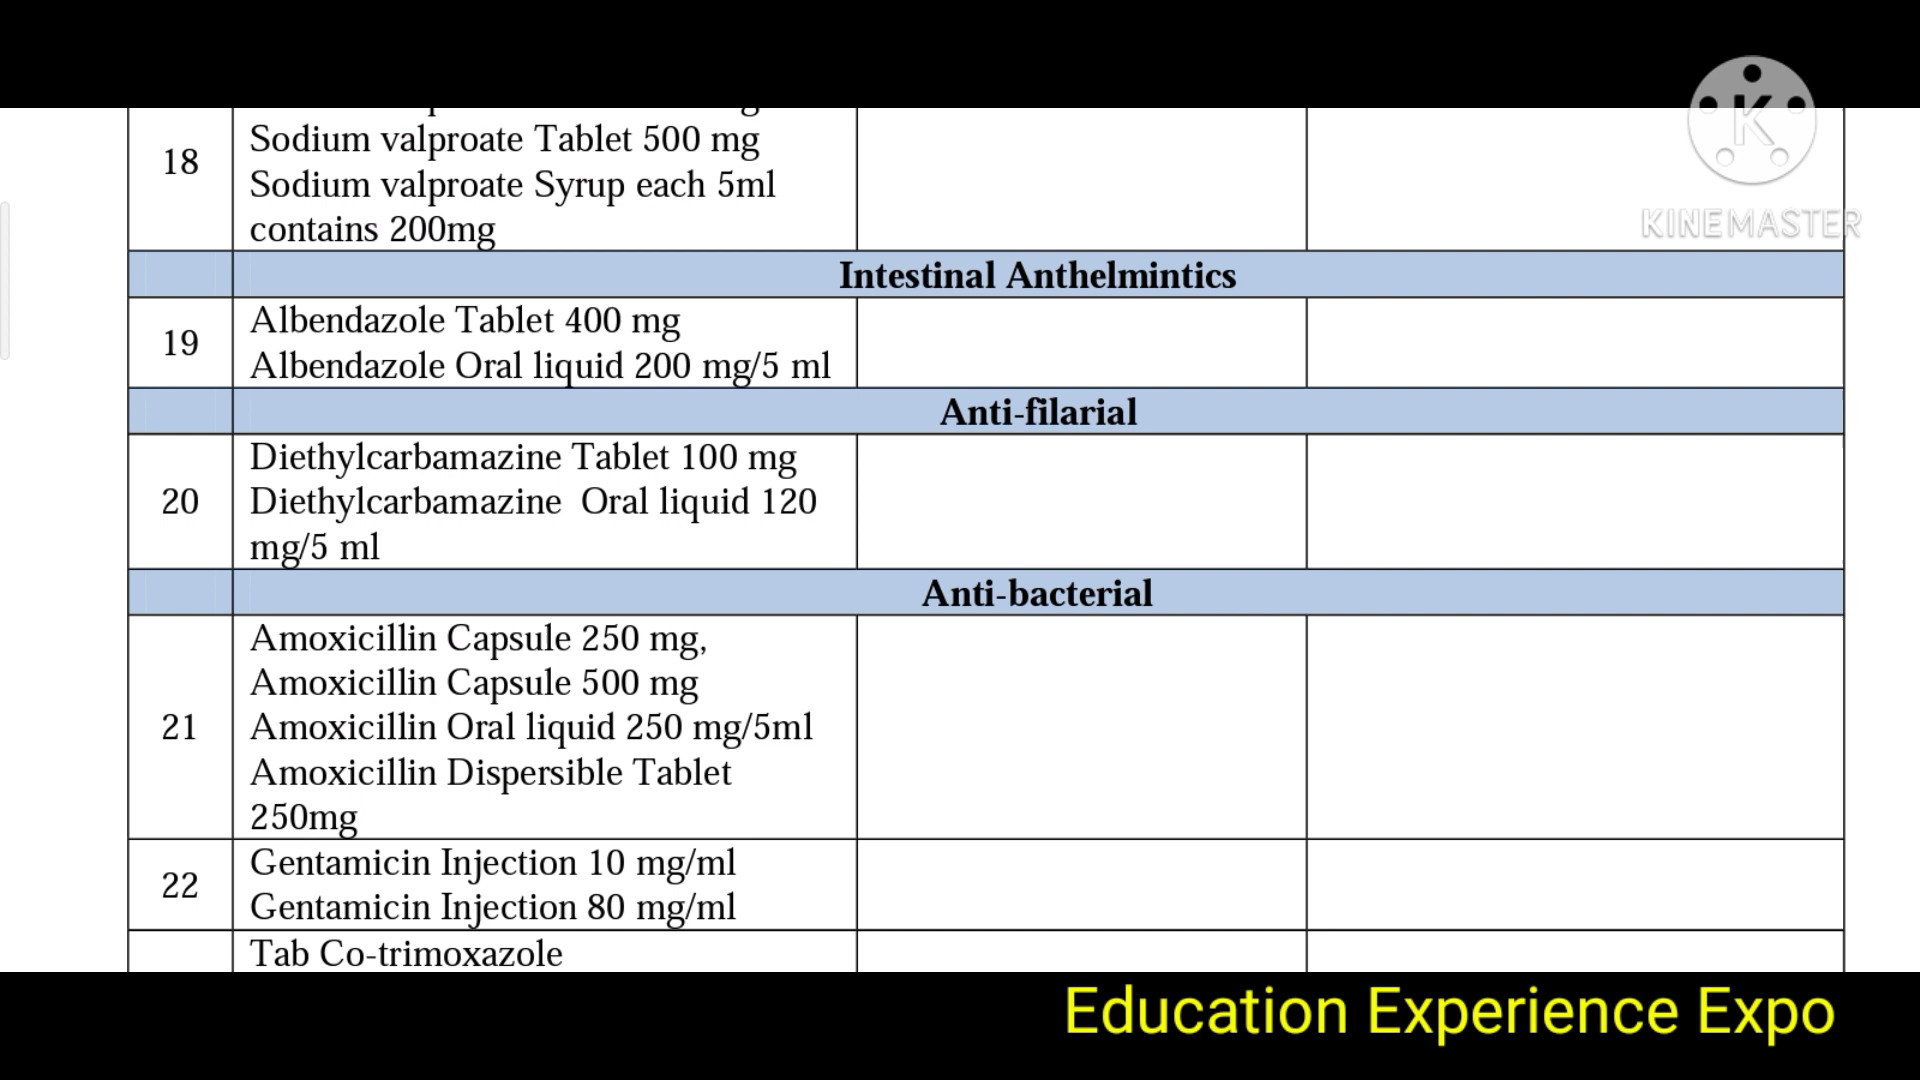 18
Sodium valproate Tablet 500 mg
Sodium valproate Syrup each 5ml
contains 200mg
Intestinal Anthelmintics
19
Albendazole Tablet 400 mg
Albendazole Oral liquid 200 mg/5 ml
Anti-filarial
20
Diethylcarbamazine Tablet 100 mg
Diethylcarbamazine  Oral liquid 120
mg/5 ml
Anti-bacterial
21
Amoxicillin Capsule 250 mg,
Amoxicillin Capsule 500 mg
Amoxicillin Oral liquid 250 mg/5ml
Amoxicillin Dispersible Tablet
250mg
22
Gentamicin Injection 10 mg/ml
Gentamicin Injection 80 mg/ml
Tab Co-trimoxazole
K
KINEMASTER
Education Experience Expo